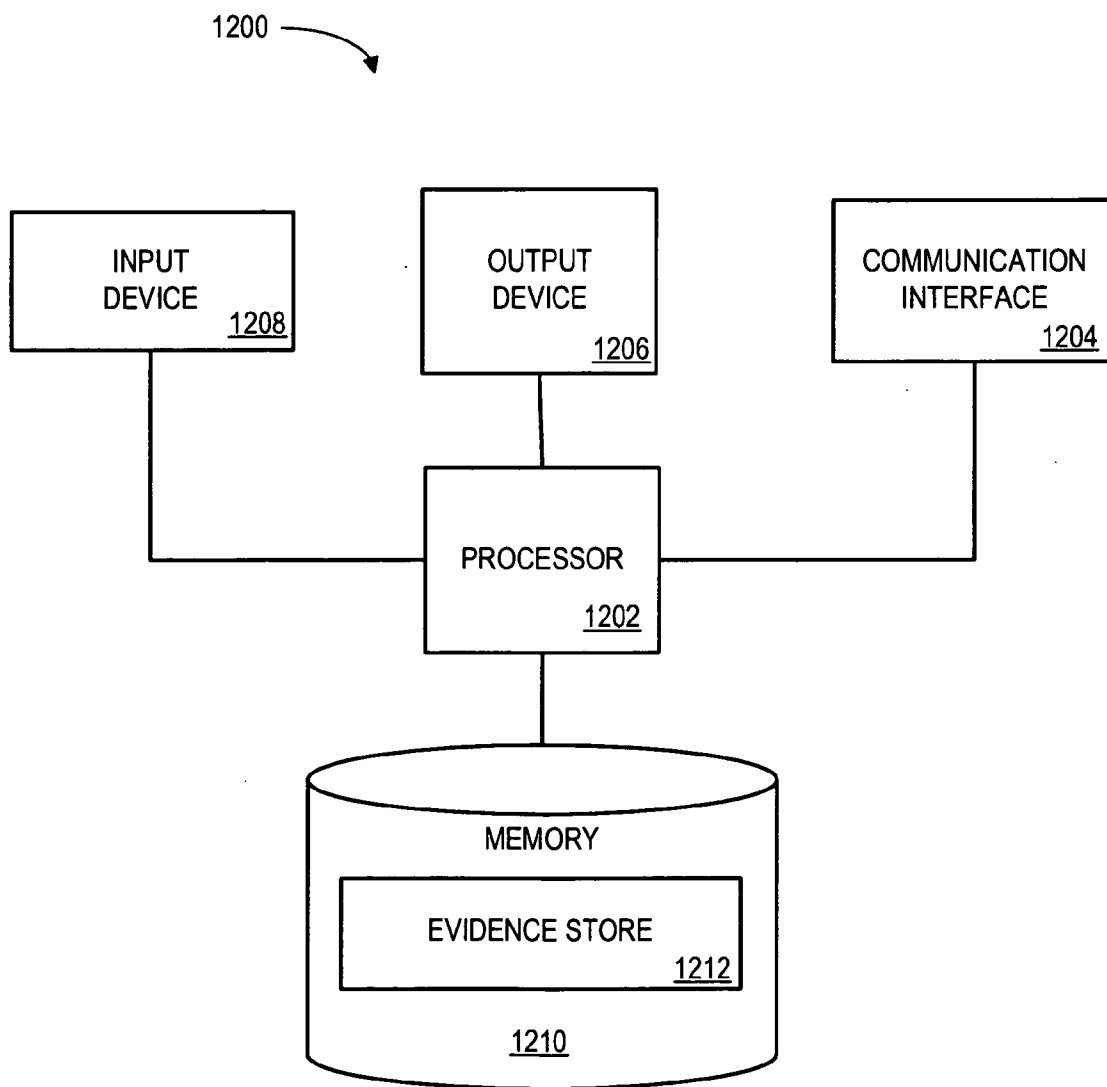 1200
INPUT
DEVICE
1208
OUTPUT
DEVICE
1206
COMMUNICATION
INTERFACE
1204
PROCESSOR
1202
MEMORY
EVIDENCE STORE
1212
1210